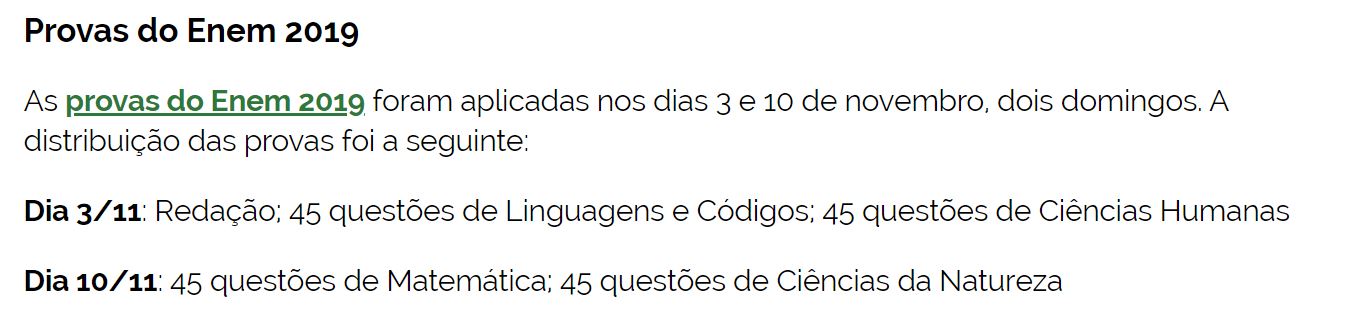 Provas do Enem 2019
As provas do Enem 2019 foram aplicadas nos dias 3 e 10 de novembro, dois domingos. A
distribuição das provas foi a seguinte:
Dia 3/11: Redação; 45 questões de Linguagens e Códigos; 45 questões de Ciências Humanas
Dia 10/11: 45 questões de Matemática; 45 questões de Ciências da Natureza